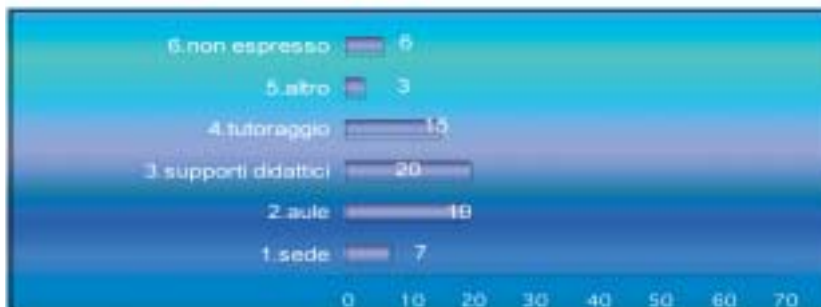 6.non espresso 6
5.altro 3
4.tutoraggio 15
3.supporti didattici 20
2.aule
1.sede 7
0 10 20 30 40 50 60 70